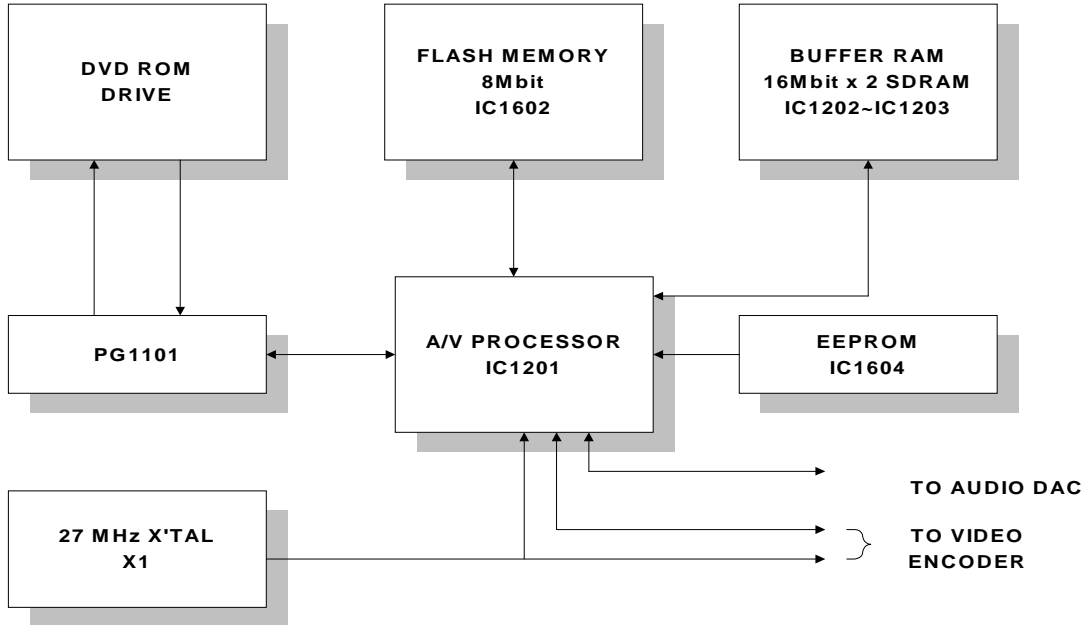 DVD ROM
DRIVE
FLASH MEMORY
8Mbit
IC1602
BUFFER RAM
16Mbit x 2 SDRAM
IC1202~IC1203
PG1101
A/V PROCESSOR
IC1201
EEPROM
IC1604
27 MHz X'TAL
X1
TO AUDIO DAC
TO VIDEO
ENCODER